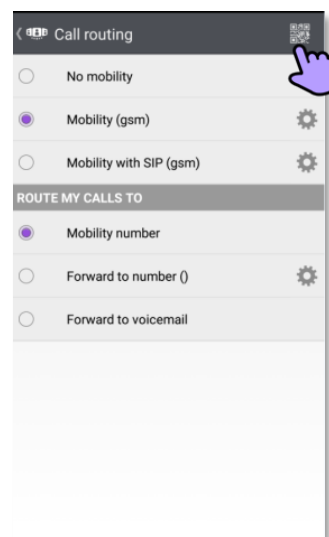 Call routing
No mobility
Mobility (gsm)
Mobility with SIP (gsm)
ROUTE MY CALLS TO
Mobility number
Forward to number ()
Forward to voicemail